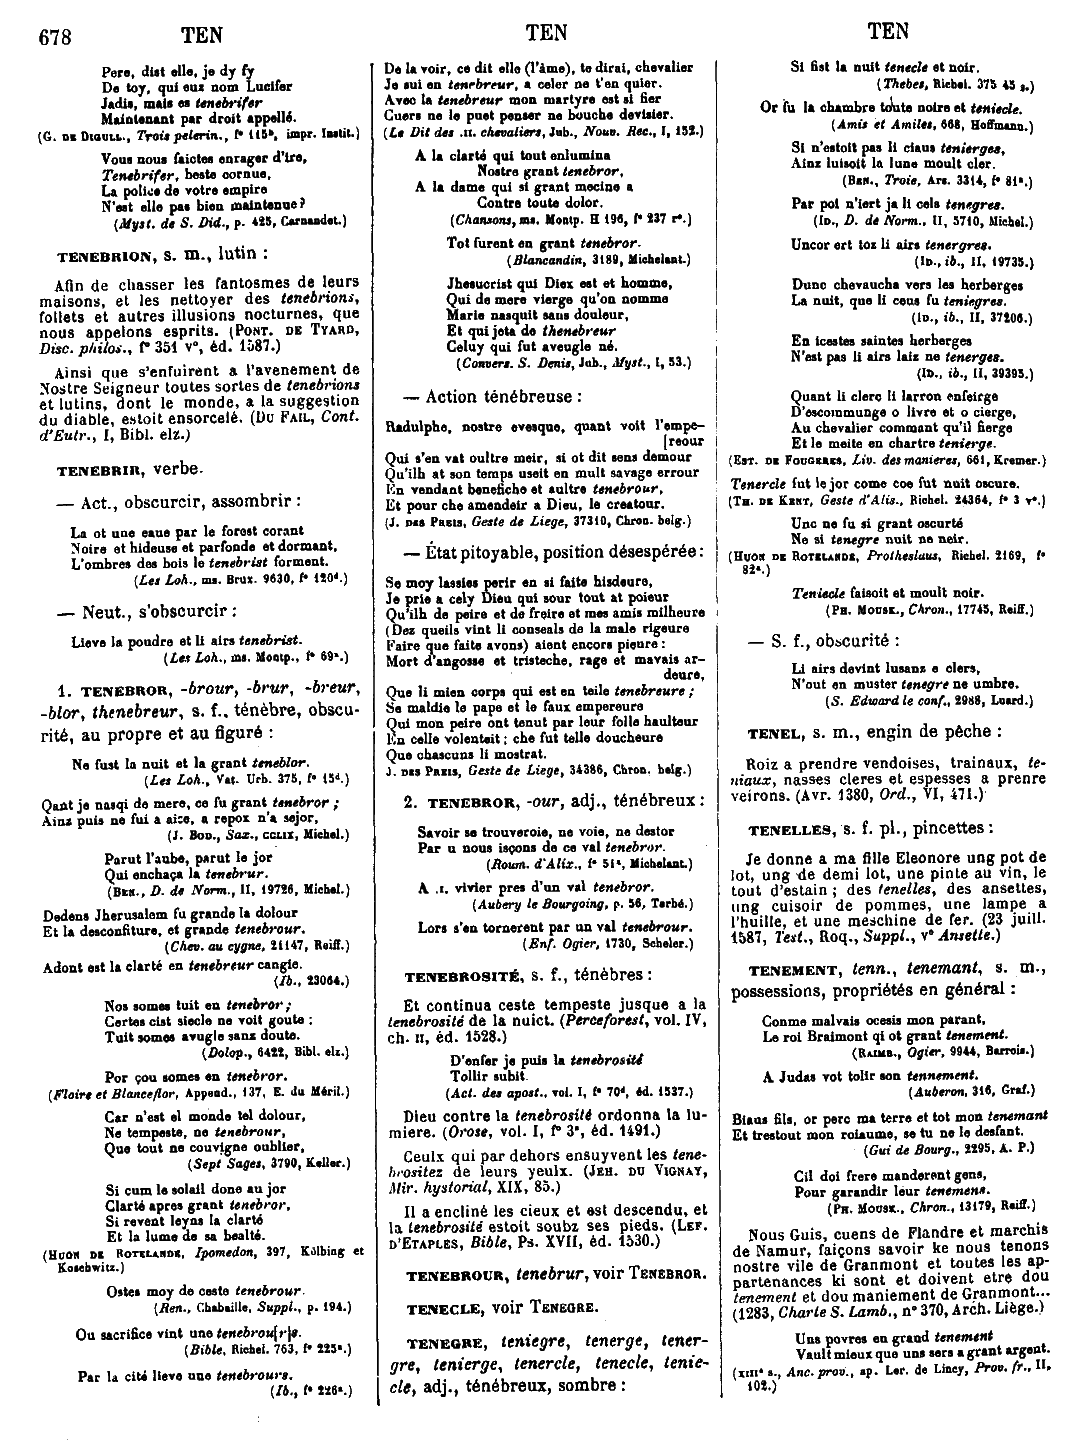 678 TEN TEN TEN
Pere, dist elle, je dy fy
De toy, qui eux nom Lucifer
Jadis, mais es tenebrifer
Maintenant par droit appellé.
(G. DE DIGULL., Trois pelerin., f° 115ᵇ, impr. Instit.)
Vous nous faictes enrager d'ire,
Tenebrifer, beste cornue,
La police de votre empire
N'est elle pas bien maintenue?
(Myst. de S. Did., p. 425, Carnandet.)
TENEBRION, s. m., lutin :
Afin de chasser les fantosmes de leurs
maisons, et les nettoyer des tenebrions,
follets et autres illusions nocturnes, que
nous appelons esprits. (PONT. DE TYARD,
Disc. philos., f° 351 v°, éd. 1587.)
Ainsi que s'enfuirent a l'avenement de
Nostre Seigneur toutes sortes de tenebrions
et lutins, dont le monde, a la suggestion
du diable, estoit ensorcelé. (DU FAIL, Cont.
d'Eutr., I, Bibl. elz.)
TENEBRIR, verbe.
— Act., obscurcir, assombrir :
La ot une eaue par le forest corant
Noire et hideuse et parfonde et dormant,
L'ombres des bois le tenebrist forment.
(Les Loh., ms. Brux. 9630, f° 120ᵈ.)
— Neut., s'obscurcir :
Lieve la poudre et li airs tenebrist.
(Les Loh., ms. Montp., f° 69ᵃ.)
1. TENEBROR, -brour, -brur, -breur,
-blor, thenebreur, s. f., ténèbre, obscu-
rité, au propre et au figuré :
Ne fust la nuit et la grant teneblor.
(Les Loh., Vat. Urb. 375, f° 15ᵈ.)
Qant je nasqi de mere, ce fu grant tenebror ;
Ainz puis ne fui a aize, a repox n'a sejor,
(J. BOD., Sax., CCLIX, Michel.)
Parut l'aube, parut le jor
Qui enchaça la tenebrur.
(BEN., D. de Norm., II, 19726, Michel.)
Dedens Jherusalem fu grande la dolour
Et la desconfiture, et grande tenebrour.
(Chev. au cygne, 21147, Reiff.)
Adont est la clarté en tenebreur cangie.
(Ib., 23064.)
Nos somes tuit en tenebror ;
Certes cist siecle ne voit goute :
Tuit somes avugle sanz doute.
(Dolop., 6422, Bibl. elz.)
Por çou somes en tenebror.
(Floire et Blanceflor, Append., 137, E. du Méril.)
Car n'est el monde tel dolour,
Ne tempeste, ne tenebrour,
Que tout ne couvigne oublier,
(Sept Sages, 3790, Keller.)
Si cum le solail done au jor
Clarté apres grant tenebror,
Si revent leyns la clarté
Et la lume de sa bealté.
(HUON DE ROTELANDE, Ipomedon, 397, Kölbing et
Koschwitz.)
Ostes moy de ceste tenebrour.
(Ren., Chabaille, Suppl., p. 194.)
Ou sacrifice vint une tenebrou[r]s.
(Bible, Richel. 763, f° 225ᵃ.)
Par la cité lieve une tenebrours.
(Ib., f° 226ᵃ.)
De la voir, ce dit elle (l'âme), te dirai, chevalier
Je sui en tenebreur, a celer ne t'en quier.
Avec la tenebreur mon martyre est si fier
Cuers ne le puet penser ne bouche devisier.
(Le Dit des .II. chevaliers, Jub., Nouv. Rec., I, 152.)
A la clarté qui tout enlumina
Nostre grant tenebror,
A la dame qui si grant mecine a
Contre toute dolor.
(Chansons, ms. Montp. H 196, f° 237 r°.)
Tot furent en grant tenebror.
(Blancandin, 3189, Michelant.)
Jhesucrist qui Diex est et homme,
Qui de mere vierge qu'on nomme
Marie nasquit sans douleur,
Et qui jeta de thenebreur
Celuy qui fut aveugle né.
(Convers. S. Denis, Jub., Myst., I, 53.)
— Action ténébreuse :
Radulphe, nostre evesque, quant voit l'empe-
[reour
Qui s'en vat oultre meir, si ot dit sens demour
Qu'ilh at son temps useit en mult savage errour
En vendant benefiche et aultre tenebrour,
Et pour che amendeir a Dieu, le creatour.
(J. DES PREIS, Geste de Liege, 37310, Chron. belg.)
— État pitoyable, position désespérée :
Se moy lassies perir en si faite hisdeure,
Je prie a cely Dieu qui sour tout at poieur
Qu'ilh de peire et de freire et mes amis milheure
(Dez queils vint li conseals de la male rigeure
Faire que faite avons) aient encors pieure :
Mort d'angosse et tristeche, rage et mavais ar-
deure,
Que li mien corps qui est en teile tenebreure ;
Se maldie le pape et le faux empereure
Qui mon peire ont tenut par leur folle haulteur
En celle volenteit ; che fut telle doucheure
Que chascuns li mostrat.
J. DES PREIS, Geste de Liege, 34386, Chron. belg.)
2. TENEBROR, -our, adj., ténébreux :
Savoir se trouveroie, ne voie, ne destor
Par u nous isçons de ce val tenebror.
(Roum. d'Alix., f° 51ᵃ, Michelant.)
A .I. vivier pres d'un val tenebror.
(Aubery le Bourgoing, p. 56, Tarbé.)
Lors s'en tornerent par un val tenebrour.
(Enf. Ogier, 1730, Scheler.)
TENEBROSITÉ, s. f., ténèbres :
Et continua ceste tempeste jusque a la
tenebrosité de la nuict. (Perceforest, vol. IV,
ch. II, éd. 1528.)
D'enfer je puis la tenebrosité
Tollir subit.
(Act. des apost., vol. I, f° 70ᵈ, éd. 1537.)
Dieu contre la tenebrosité ordonna la lu-
miere. (Orose, vol. I, f° 3ᵃ, éd. 1491.)
Ceulx qui par dehors ensuyvent les tene-
brositez de leurs yeulx. (JEH. DU VIGNAY,
Mir. hystorial, XIX, 85.)
Il a encliné les cieux et est descendu, et
la tenebrosité estoit soubz ses pieds. (LEF.
D'ETAPLES, Bible, Ps. XVII, éd. 1530.)
TENEBROUR, tenebrur, voir TENEBROR.
TENECLE, voir TENEGRE.
TENEGRE, teniegre, tenerge, tener-
gre, tenierge, tenercle, tenecle, tenie-
cle, adj., ténébreux, sombre :
Si fist la nuit tenecle et noir.
(Thebes, Richel. 375 45 s.)
Or fu la chambre toute noire et teniecle.
(Amis et Amiles, 668, Hoffmann.)
Si n'estoit pas li ciaus tenierges,
Ainz luisoit la lune moult cler.
(BEN., Troie, Ars. 3314, f° 81ᵃ.)
Par poi n'iert ja li cels tenegres.
(ID., D. de Norm., II, 5710, Michel.)
Uncor ert toz li airs tenergres.
(ID., ib., II, 19735.)
Dunc chevaucha vers les herberges
La nuit, que li ceus fu teniegres.
(ID., ib., II, 37206.)
En icestes saintes herberges
N'est pas li airs laiz ne tenerges.
(ID., ib., II, 39395.)
Quant li clerc li larron enfeirge
D'escommunge o livre et o cierge,
Au chevalier commant qu'il fierge
Et le meite en chartre tenierge.
(EST. DE FOUGERES, Liv. des manieres, 661, Kremer.)
Tenercle fut le jor come coe fut nuit oscure.
(TH. DE KENT, Geste d'Alis., Richel. 24364, f° 3 v°.)
Unc ne fu si grant oscurté
Ne si tenegre nuit ne neir.
(HUON DE ROTELANDE, Protheslaus, Richel. 2169, f°
82ᵃ.)
Teniecle faisoit et moult noir.
(PH. MOUSK., Chron., 17745, Reiff.)
— S. f., obscurité :
Li airs devint lusanz e clers,
N'out en muster tenegre ne umbre.
(S. Edward le conf., 2988, Luard.)
TENEL, s. m., engin de pêche :
Roiz a prendre vendoises, trainaux, te-
niaux, nasses cleres et espesses a prenre
veirons. (Avr. 1380, Ord., VI, 471.)
TENELLES, s. f. pl., pincettes :
Je donne a ma fille Eleonore ung pot de
lot, ung de demi lot, une pinte au vin, le
tout d'estain ; des tenelles, des ansettes,
ung cuisoir de pommes, une lampe a
l'huille, et une meschine de fer. (23 juill.
1587, Test., Roq., Suppl., v° Ansette.)
TENEMENT, tenn., tenemant, s. m.,
possessions, propriétés en général :
Conme malvais ocesis mon parant,
Le roi Braimont qi ot grant tenement.
(RAIMB., Ogier, 9944, Barrois.)
A Judas vot tolir son tennement.
(Auberon, 316, Graf.)
Biaus fils, or perc ma terre et tot mon tenemant
Et trestout mon roiaume, se tu ne le desfant.
(Gui de Bourg., 2295, A. P.)
Cil doi frere manderent gens,
Pour garandir leur tenemens.
(PH. MOUSK., Chron., 13179, Reiff.)
Nous Guis, cuens de Flandre et marchis
de Namur, faiçons savoir ke nous tenons
nostre vile de Granmont et toutes les ap-
partenances ki sont et doivent etre dou
tenement et dou maniement de Granmont...
(1283, Charte S. Lamb., n° 370, Arch. Liège.)
Uns povres en grand tenement
Vault mieux que uns sers a grant argent.
(XIIIᵉ s., Anc. prov., ap. Ler. de Lincy, Prov. fr., II,
102.)